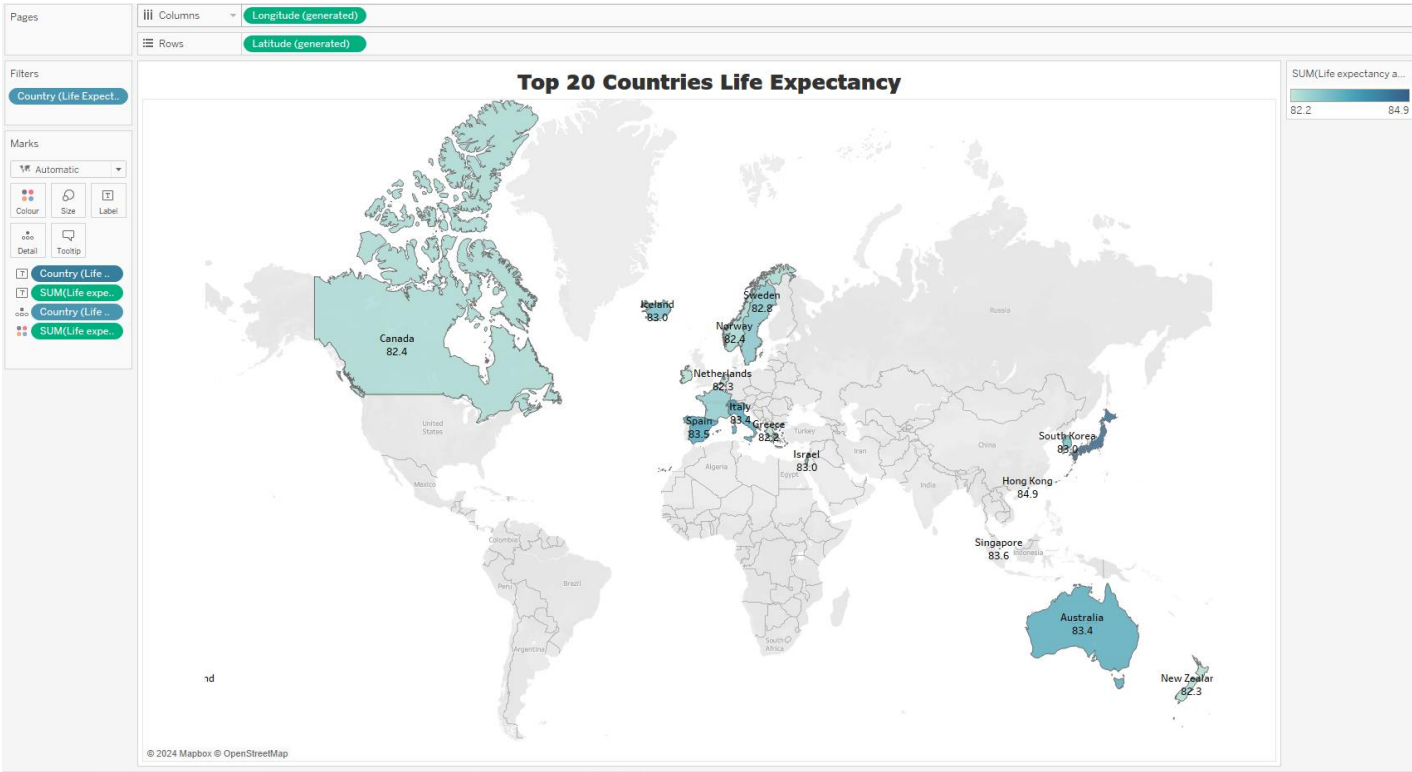 Pages
Columns
Longitude (generated)
Rows
Latitude (generated)
Filters
Country (Life Expect..
Marks
Automatic
Colour
Size
Label
Detail
Tooltip
Country (Life ..
SUM(Life expe..
Country (Life ..
SUM(Life expe..
Top 20 Countries Life Expectancy
Canada
82.4
Iceland
83.0
Sweden
82.8
Norway
82.4
Netherlands
82.3
Italy
83.4
Spain
83.5
Greece
82.2
Israel
83.0
South Korea
83.0
Hong Kong
84.9
Singapore
83.6
Australia
83.4
New Zealar
82.3
nd
Russia
United
States
Mexico
Turkey
Iran
China
Algeria
Egypt
India
Indonesia
Colombia
Peru
Brazil
Argentina
South
Africa
© 2024 Mapbox © OpenStreetMap
SUM(Life expectancy a...
82.2
84.9